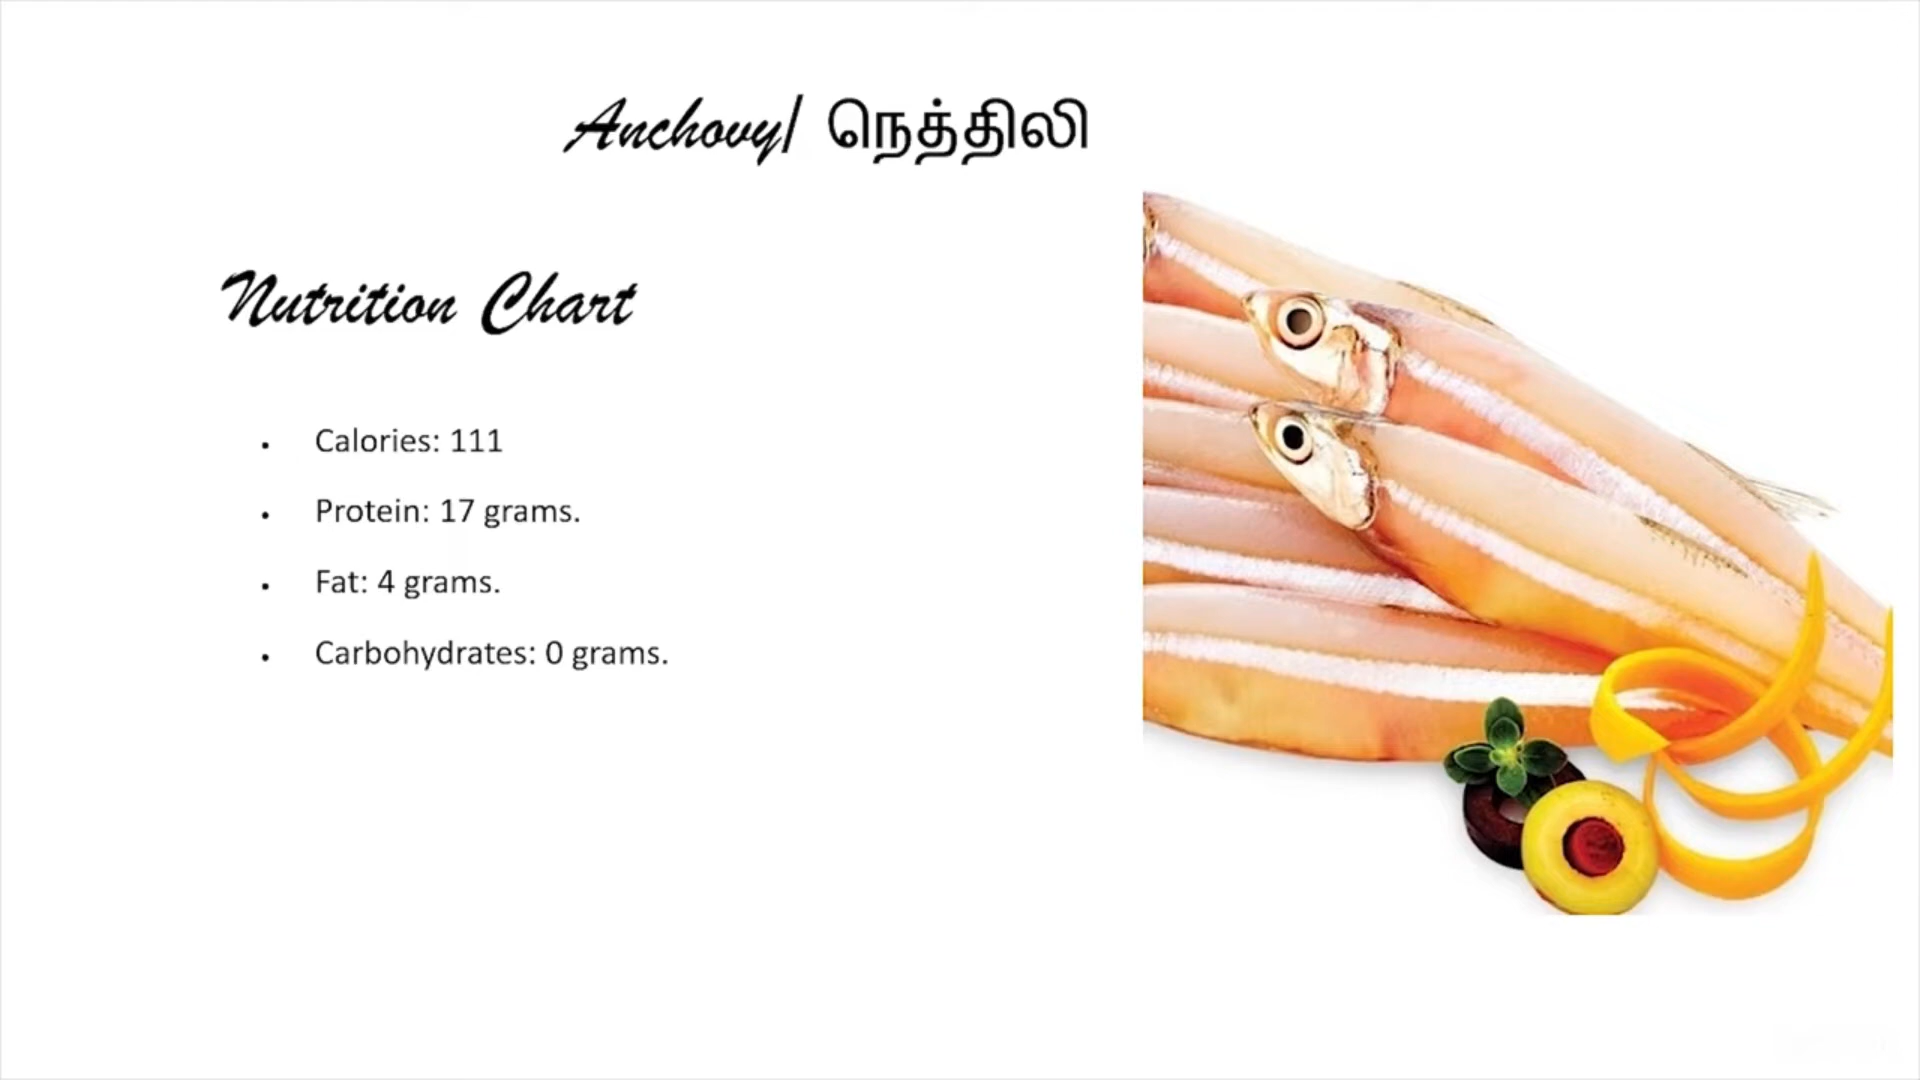 Anchovy/ நெத்திலி
Nutrition Chart
• Calories: 111
• Protein: 17 grams.
• Fat: 4 grams.
• Carbohydrates: 0 grams.